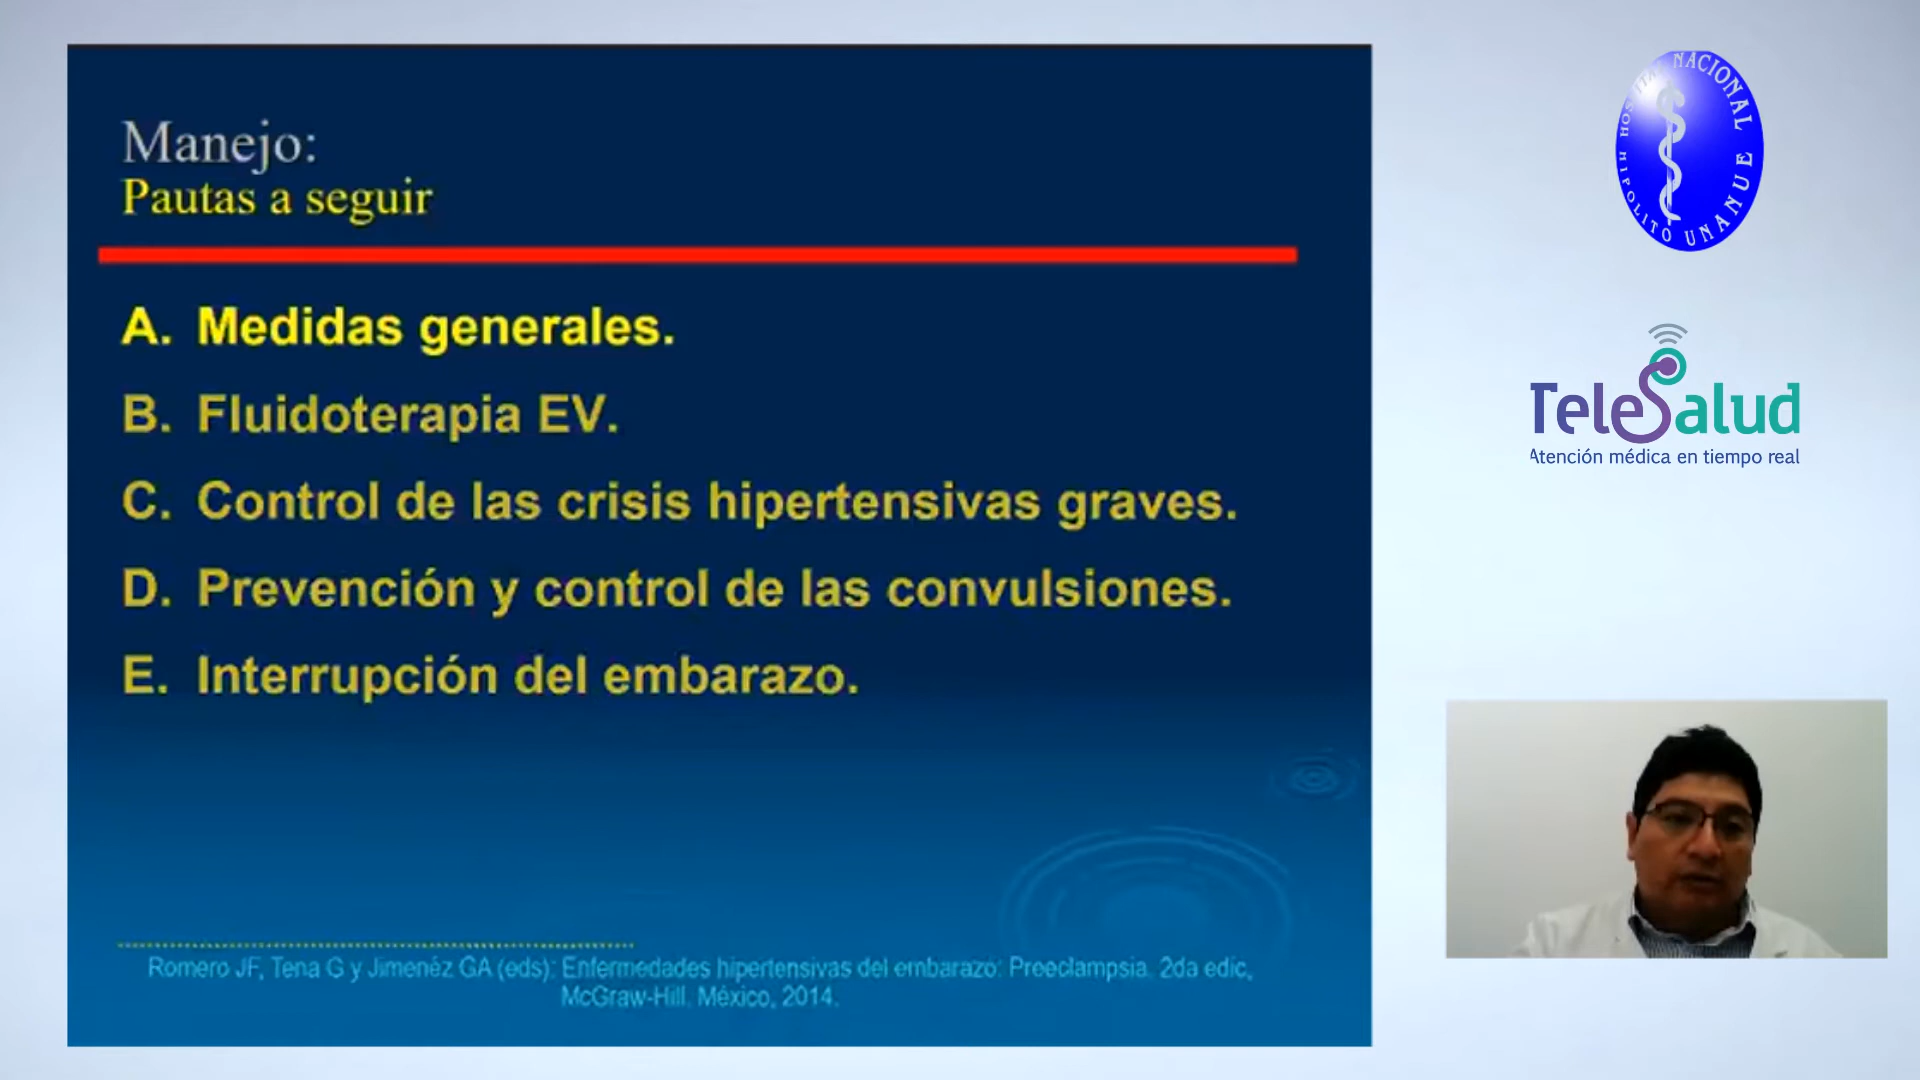 Manejo:
Pautas a seguir
A. Medidas generales.
B. Fluidoterapia EV.
C. Control de las crisis hipertensivas graves.
D. Prevención y control de las convulsiones.
E. Interrupción del embarazo.
Romero JF, Tena G y Jimenéz GA (eds): Enfermedades hipertensivas del embarazo: Preeclampsia. 2da edic,
McGraw-Hill. México, 2014.
HOSPITAL NACIONAL
HIPOLITO UNANUE
TeleSalud
Atención médica en tiempo real